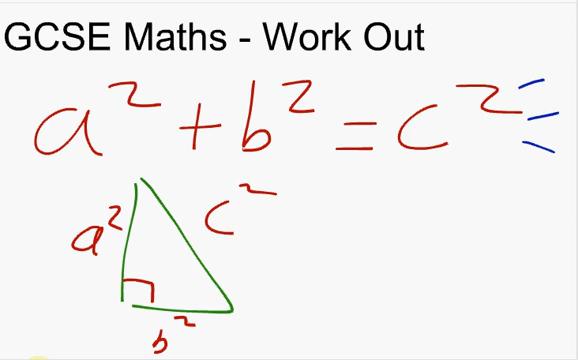 GCSE Maths - Work Out
a² + b² = c²
a² c²
b²